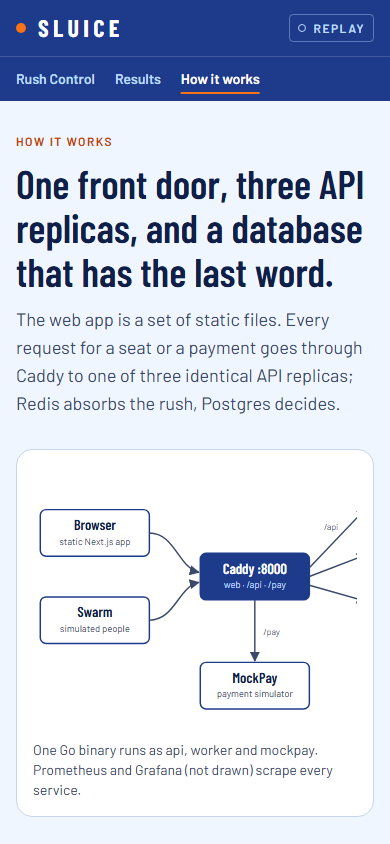 SLUICE
REPLAY
Rush Control
Results
How it works
HOW IT WORKS
One front door, three API
replicas, and a database
that has the last word.
The web app is a set of static files. Every
request for a seat or a payment goes through
Caddy to one of three identical API replicas;
Redis absorbs the rush, Postgres decides.
Browser
static Next.js app
/api
Caddy :8000
web · /api · /pay
Swarm
simulated people
/pay
MockPay
payment simulator
One Go binary runs as api, worker and mockpay.
Prometheus and Grafana (not drawn) scrape every
service.